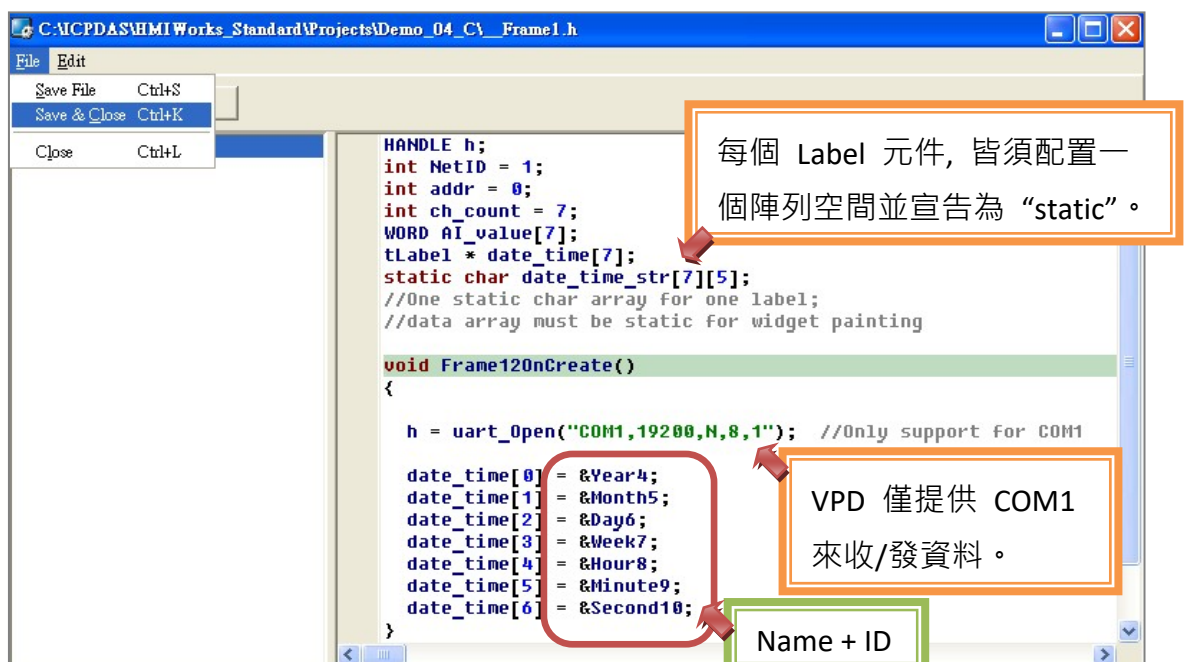 C:\ICPDAS\HMIWorks_Standard\Projects\Demo_04_C\__Frame1.h
File Edit
Save File Ctrl+S
Save & Close Ctrl+K
Close Ctrl+L
每個 Label 元件, 皆須配置一
個陣列空間並宣告為 “static”。
HANDLE h;
int NetID = 1;
int addr = 0;
int ch_count = 7;
WORD AI_value[7];
tLabel * date_time[7];
static char date_time_str[7][5];
//One static char array for one label;
//data array must be static for widget painting
void Frame12OnCreate()
{
h = uart_Open("COM1,19200,N,8,1"); //Only support for COM1
date_time[0] = &Year4;
date_time[1] = &Month5;
date_time[2] = &Day6;
date_time[3] = &Week7;
date_time[4] = &Hour8;
date_time[5] = &Minute9;
date_time[6] = &Second10;
}
VPD 僅提供 COM1
來收/發資料。
Name + ID